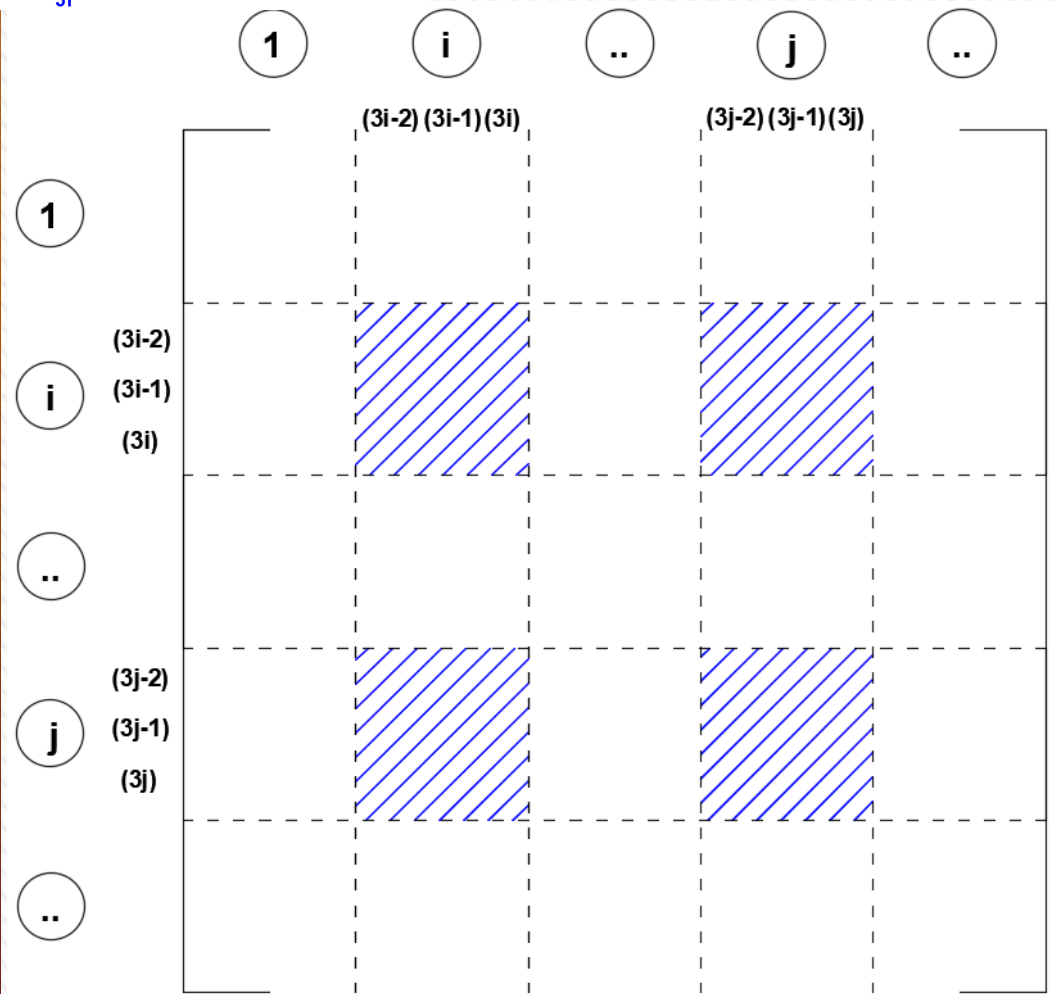 3i
1 i .. j ..
(3i-2) (3i-1) (3i) (3j-2) (3j-1) (3j)
1
(3i-2)
i (3i-1)
(3i)
..
(3j-2)
j (3j-1)
(3j)
..